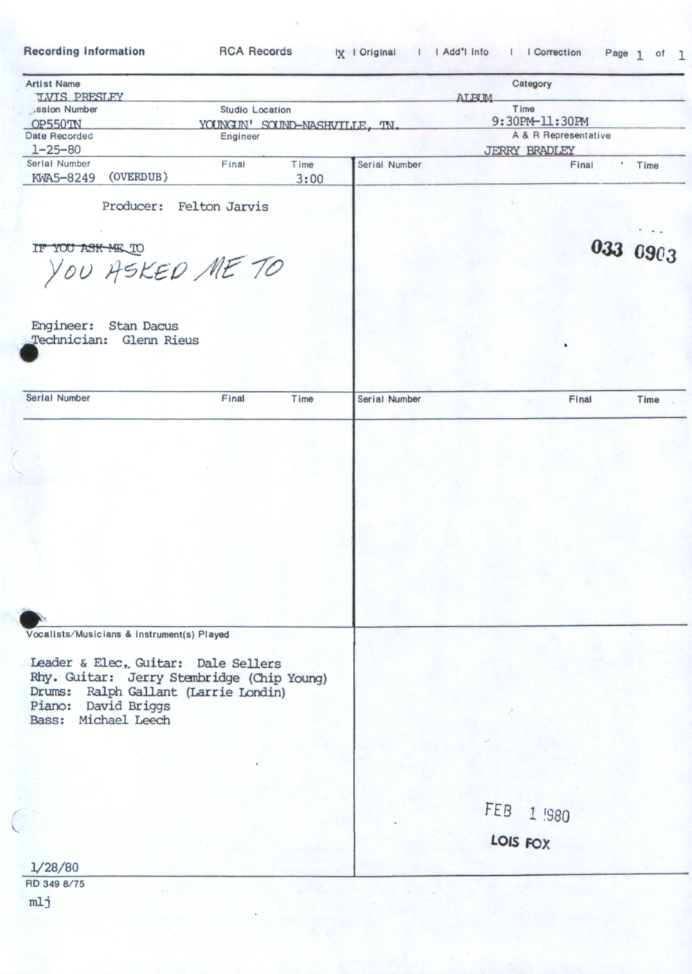 Recording Information RCA Records [X] Original [ ] Add'l Info [ ] Correction Page 1 of 1
Artist Name Category
ELVIS PRESLEY ALBUM
Session Number Studio Location Time
OP550TN YOUNGUN' SOUND-NASHVILLE, TN. 9:30PM-11:30PM
Date Recorded Engineer A & R Representative
1-25-80 JERRY BRADLEY
Serial Number Final Time Serial Number Final Time
KWA5-8249 (OVERDUB) 3:00
Producer: Felton Jarvis
IF YOU ASK ME TO
033 0903
YOU ASKED ME TO
Engineer: Stan Dacus
Technician: Glenn Rieus
Serial Number Final Time Serial Number Final Time
Vocalists/Musicians & Instrument(s) Played
Leader & Elec. Guitar: Dale Sellers
Rhy. Guitar: Jerry Stembridge (Chip Young)
Drums: Ralph Gallant (Larrie Londin)
Piano: David Briggs
Bass: Michael Leech
FEB 1 1980
LOIS FOX
1/28/80
RD 349 8/75
mlj